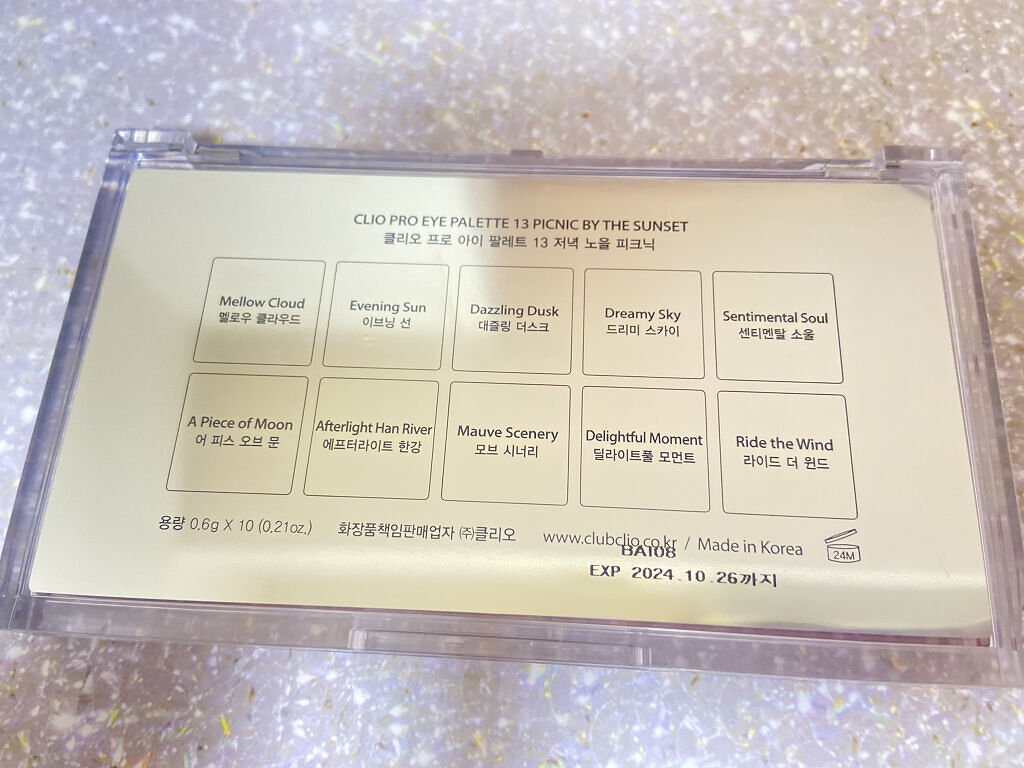 CLIO PRO EYE PALETTE 13 PICNIC BY THE SUNSET
클리오 프로 아이 팔레트 13 저녁 노을 피크닉
Mellow Cloud
멜로우 클라우드
Evening Sun
이브닝 선
Dazzling Dusk
대즐링 더스크
Dreamy Sky
드리미 스카이
Sentimental Soul
센티멘탈 소울
A Piece of Moon
어 피스 오브 문
Afterlight Han River
에프터라이트 한강
Mauve Scenery
모브 시너리
Delightful Moment
딜라이트풀 모먼트
Ride the Wind
라이드 더 윈드
용량 0.6g X 10 (0.21oz.) 화장품책임판매업자 ㈜클리오 www.clubclio.co.kr / Made in Korea 24M
BA108
EXP 2024.10.26까지